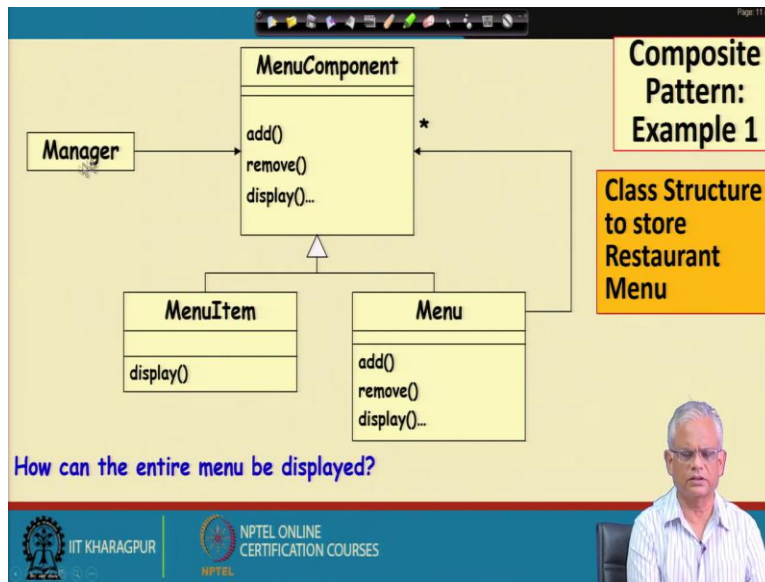 Page: 11
MenuComponent
add()
remove()
display()...
*
Manager
MenuItem
display()
Menu
add()
remove()
display()...
Composite
Pattern:
Example 1
Class Structure
to store
Restaurant
Menu
How can the entire menu be displayed?
IIT KHARAGPUR
NPTEL
NPTEL ONLINE
CERTIFICATION COURSES